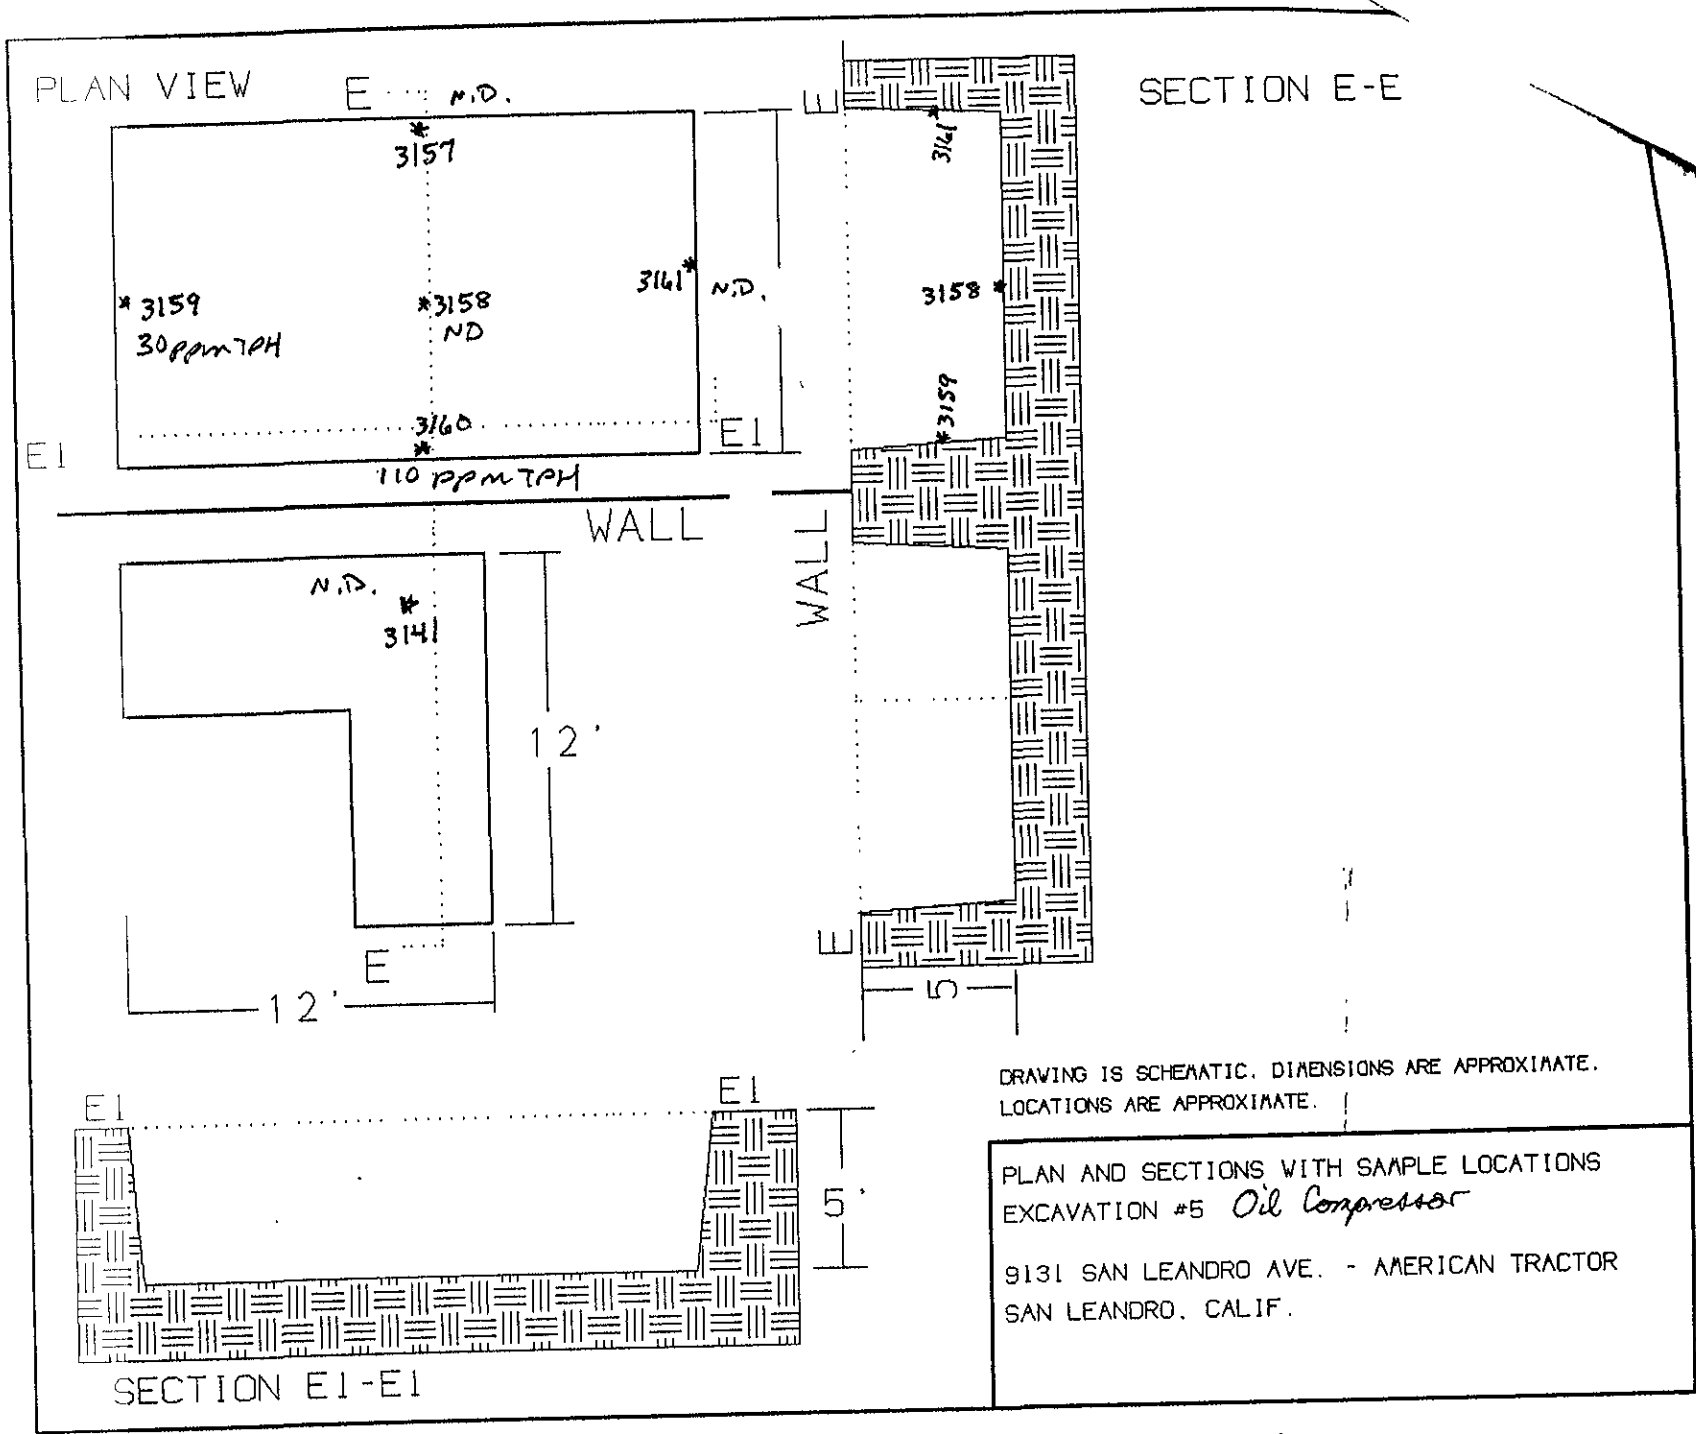 PLAN VIEW
E
N.D.
E
SECTION E-E
*
3157
*
3161
* 3159
30 ppm TPH
*3158
ND
3161*
N.D.
3158 *
*3159
3160
*
E1
E1
110 ppm TPH
WALL
WALL
N.D.
*
3141
12'
E
E
12'
5
DRAWING IS SCHEMATIC. DIMENSIONS ARE APPROXIMATE.
LOCATIONS ARE APPROXIMATE.
E1
E1
5'
SECTION E1-E1
PLAN AND SECTIONS WITH SAMPLE LOCATIONS
EXCAVATION #5 Oil Compressor
9131 SAN LEANDRO AVE. - AMERICAN TRACTOR
SAN LEANDRO. CALIF.